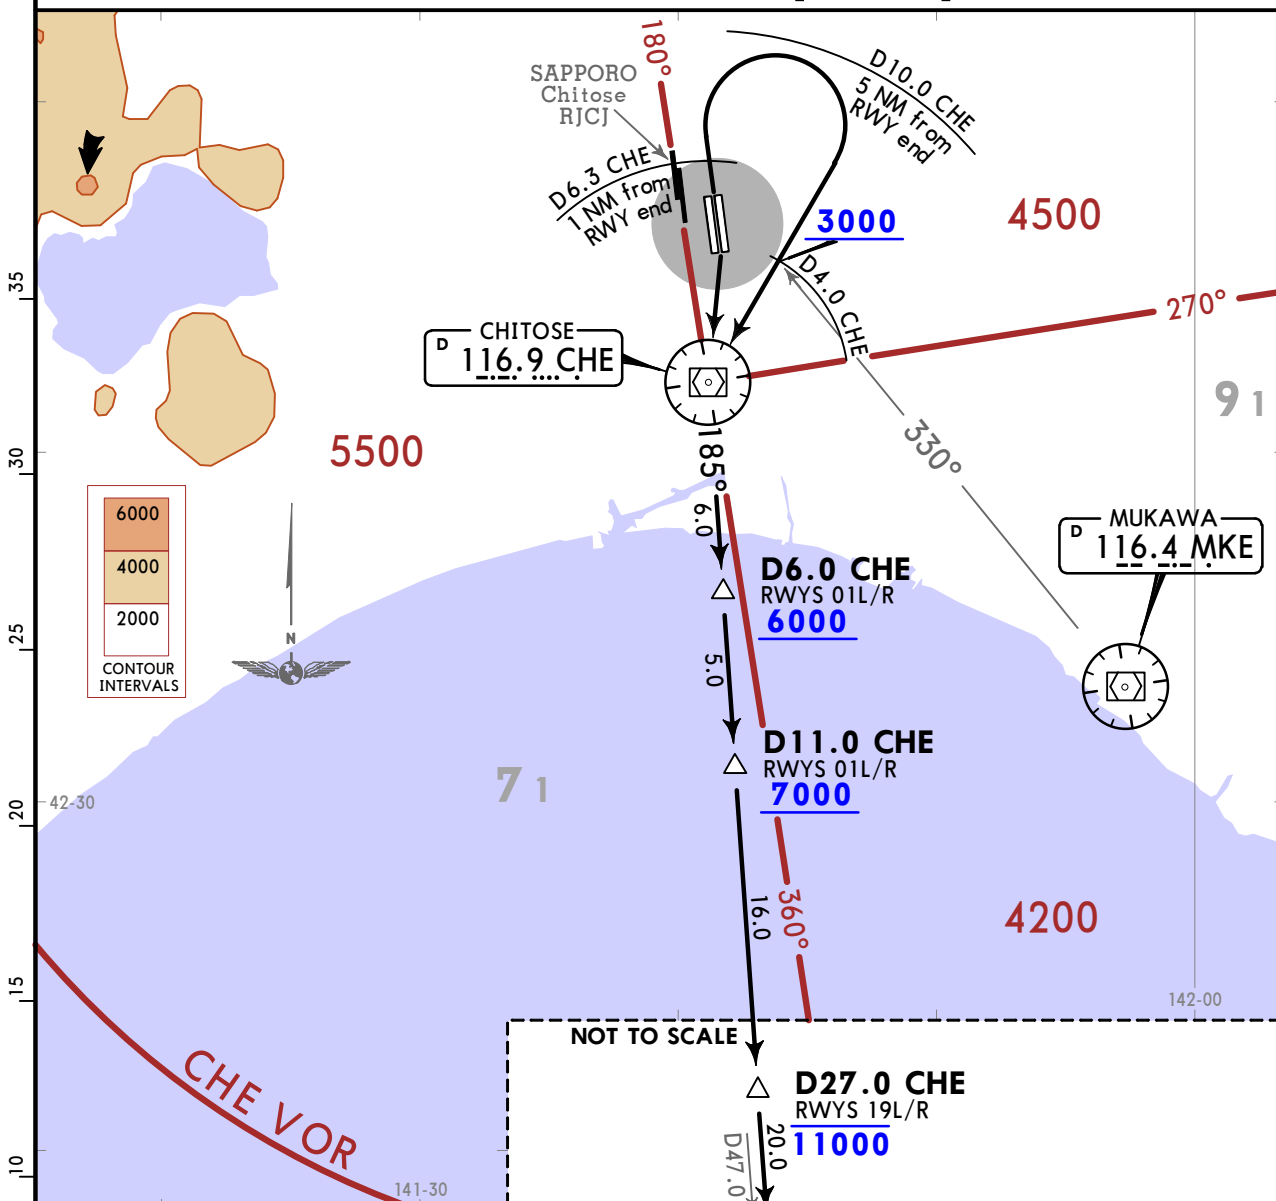 180°
SAPPORO
Chitose
RJCJ
D10.0 CHE
5 NM from
RWY end
D6.3 CHE
1 NM from
RWY end
3000
4500
D4.0 CHE
270°
35
CHITOSE
D 116.9 CHE
91
330°
5500
30
185°
6.0
6000
4000
2000
CONTOUR
INTERVALS
N
MUKAWA
D 116.4 MKE
D6.0 CHE
RWYS 01L/R
6000
25
5.0
D11.0 CHE
RWYS 01L/R
7000
71
42-30
20
16.0
360°
4200
15
142-00
NOT TO SCALE
CHE VOR
D27.0 CHE
RWYS 19L/R
11000
20.0
D47.0
10
141-30